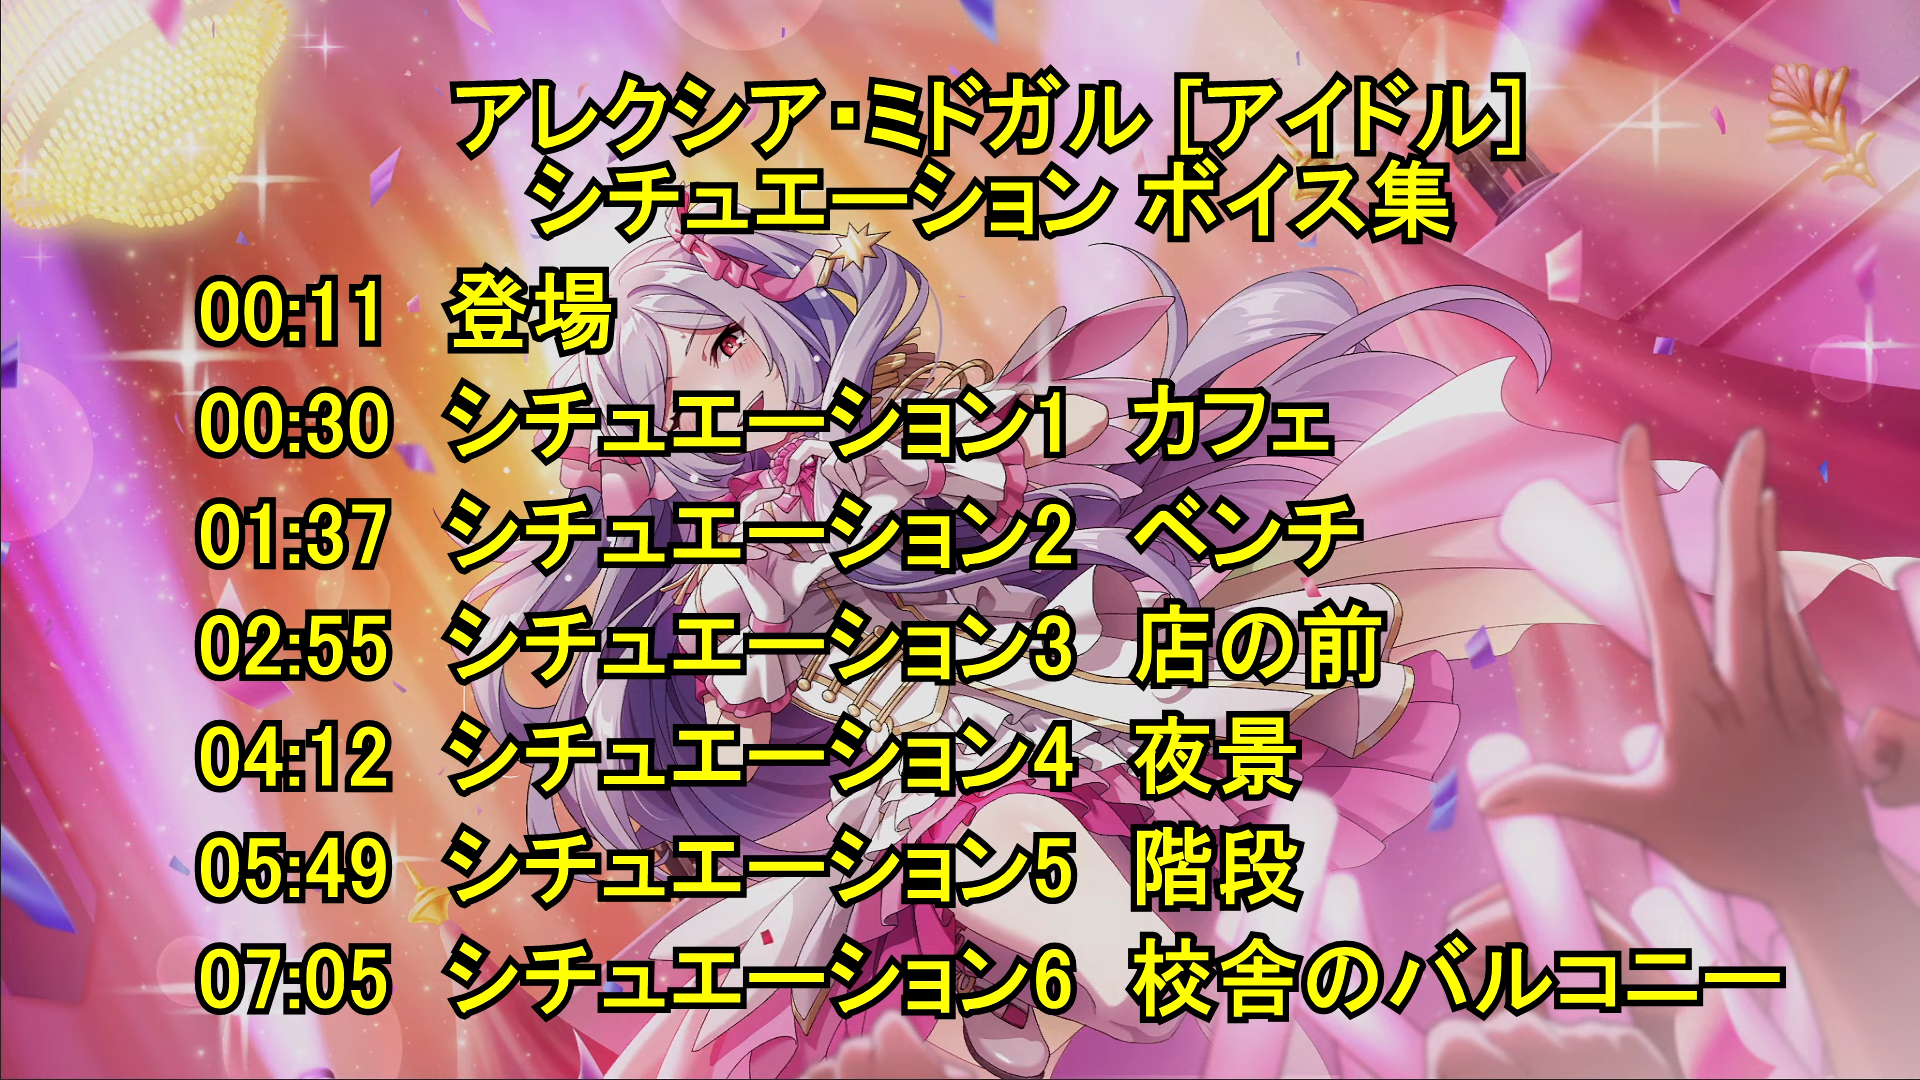 アレクシア・ミドガル [アイドル]
シチュエーション ボイス集
00:11 登場
00:30 シチュエーション1 カフェ
01:37 シチュエーション2 ベンチ
02:55 シチュエーション3 店の前
04:12 シチュエーション4 夜景
05:49 シチュエーション5 階段
07:05 シチュエーション6 校舎のバルコニー